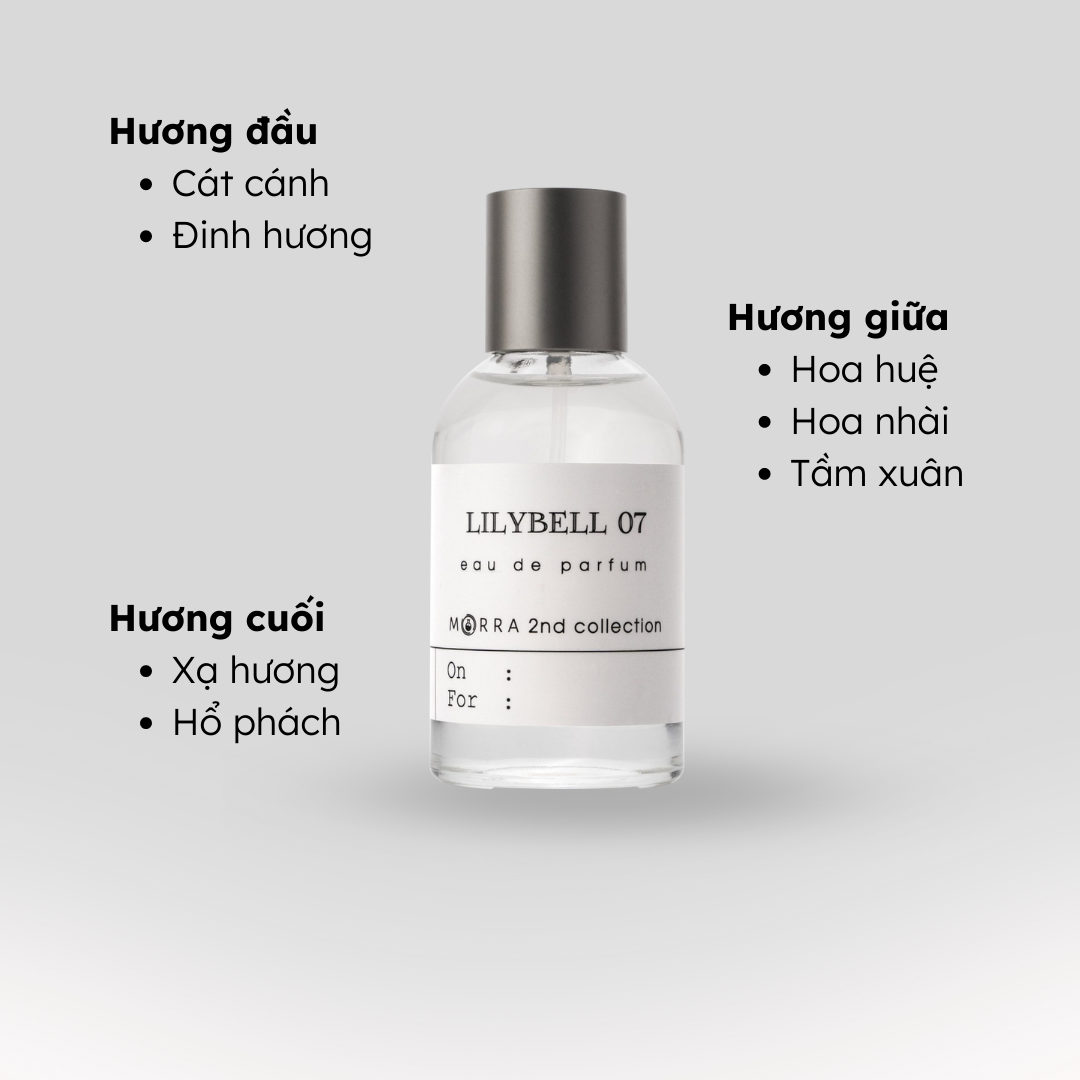 Hương đầu
Cát cánh
Đinh hương
Hương giữa
Hoa huệ
Hoa nhài
Tầm xuân
LILYBELL 07
eau de parfum
MORRA 2nd collection
On :
For :
Hương cuối
Xạ hương
Hổ phách